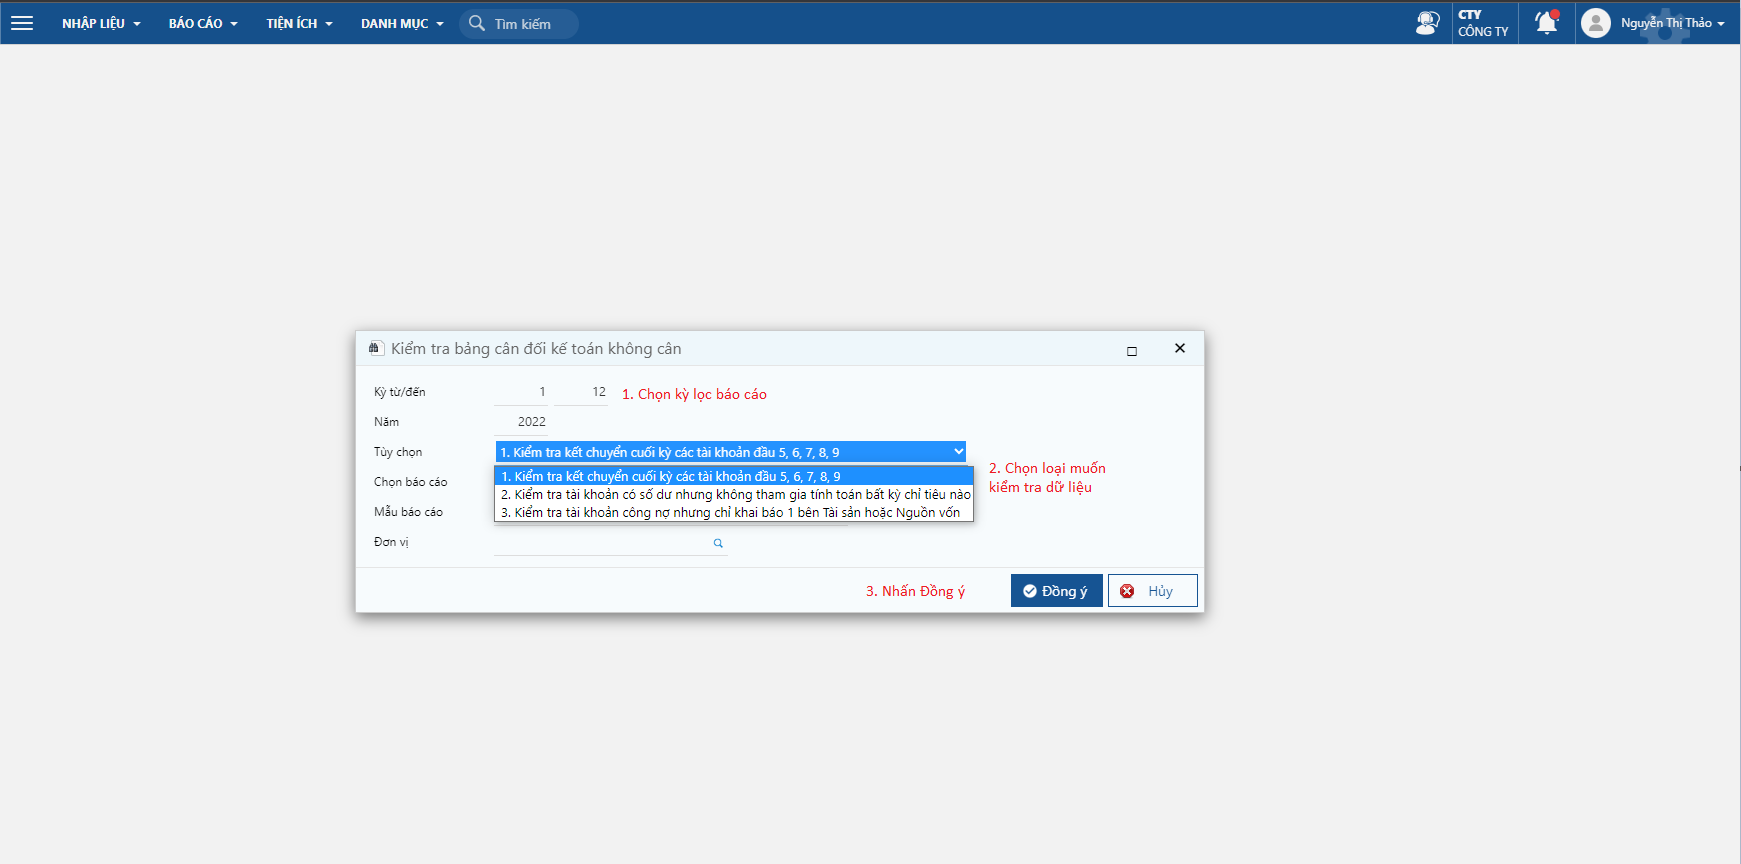 NHẬP LIỆU BÁO CÁO TIỆN ÍCH DANH MỤC Tìm kiếm CTY Nguyễn Thị Thảo
CÔNG TY
Kiểm tra bảng cân đối kế toán không cân
Kỳ từ/đến 1 12 1. Chọn kỳ lọc báo cáo
Năm 2022
Tùy chọn 1. Kiểm tra kết chuyển cuối kỳ các tài khoản đầu 5, 6, 7, 8, 9
1. Kiểm tra kết chuyển cuối kỳ các tài khoản đầu 5, 6, 7, 8, 9
2. Kiểm tra tài khoản có số dư nhưng không tham gia tính toán bất kỳ chỉ tiêu nào
3. Kiểm tra tài khoản công nợ nhưng chỉ khai báo 1 bên Tài sản hoặc Nguồn vốn
2. Chọn loại muốn
kiểm tra dữ liệu
Chọn báo cáo
Mẫu báo cáo
Đơn vị
3. Nhấn Đồng ý Đồng ý Hủy